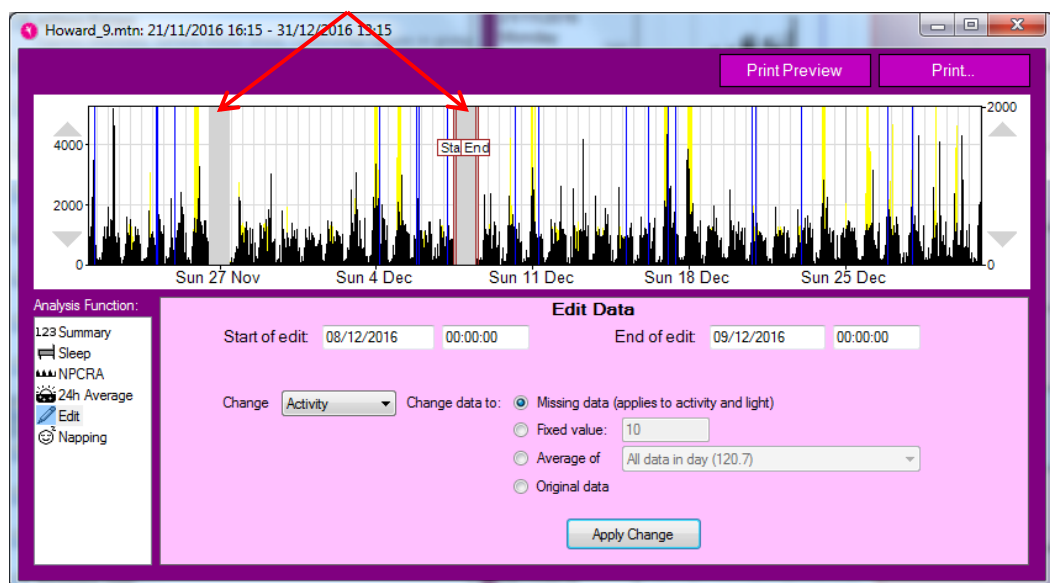 Howard_9.mtn: 21/11/2016 16:15 - 31/12/2016 13:15
Print Preview
Print...
4000
2000
0
2000
0
Sta End
Sun 27 Nov
Sun 4 Dec
Sun 11 Dec
Sun 18 Dec
Sun 25 Dec
Analysis Function:
123 Summary
Sleep
NPCRA
24h Average
Edit
Napping
Edit Data
Start of edit: 08/12/2016 00:00:00 End of edit: 09/12/2016 00:00:00
Change Activity Change data to: Missing data (applies to activity and light)
Fixed value: 10
Average of All data in day (120.7)
Original data
Apply Change